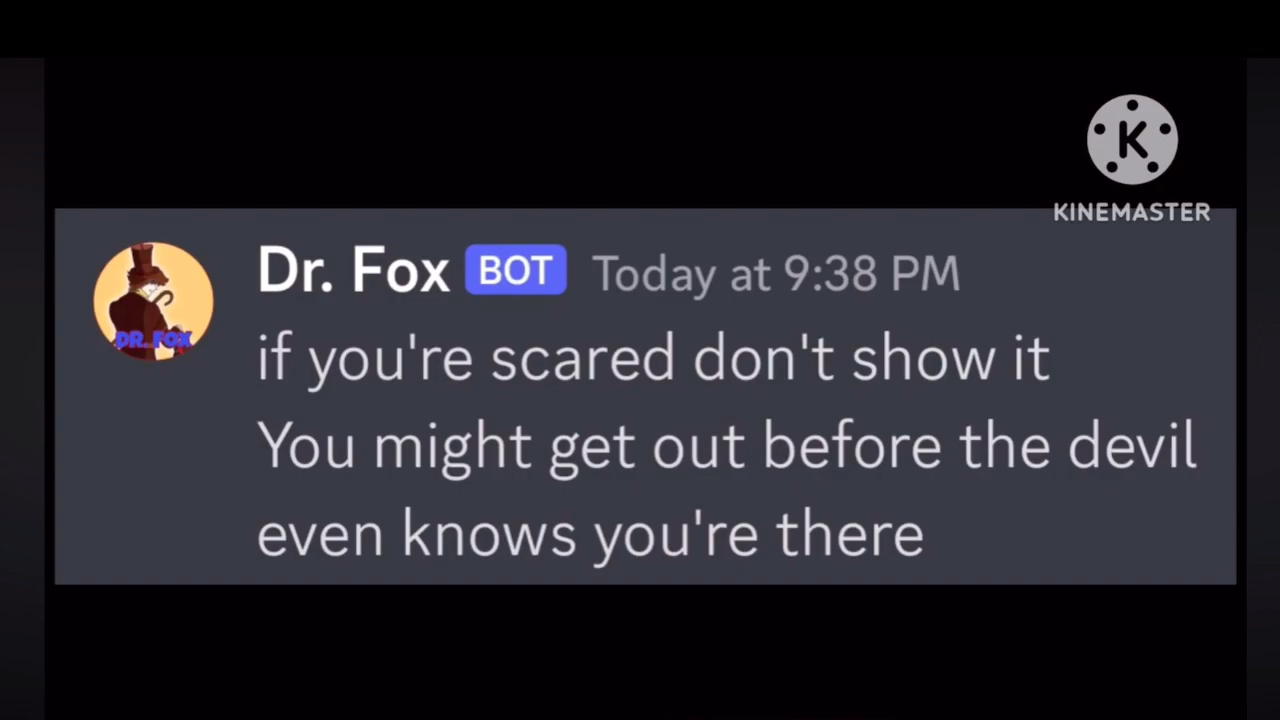 K
KINEMASTER
Dr. Fox BOT Today at 9:38 PM
DR. FOX
if you're scared don't show it
You might get out before the devil
even knows you're there